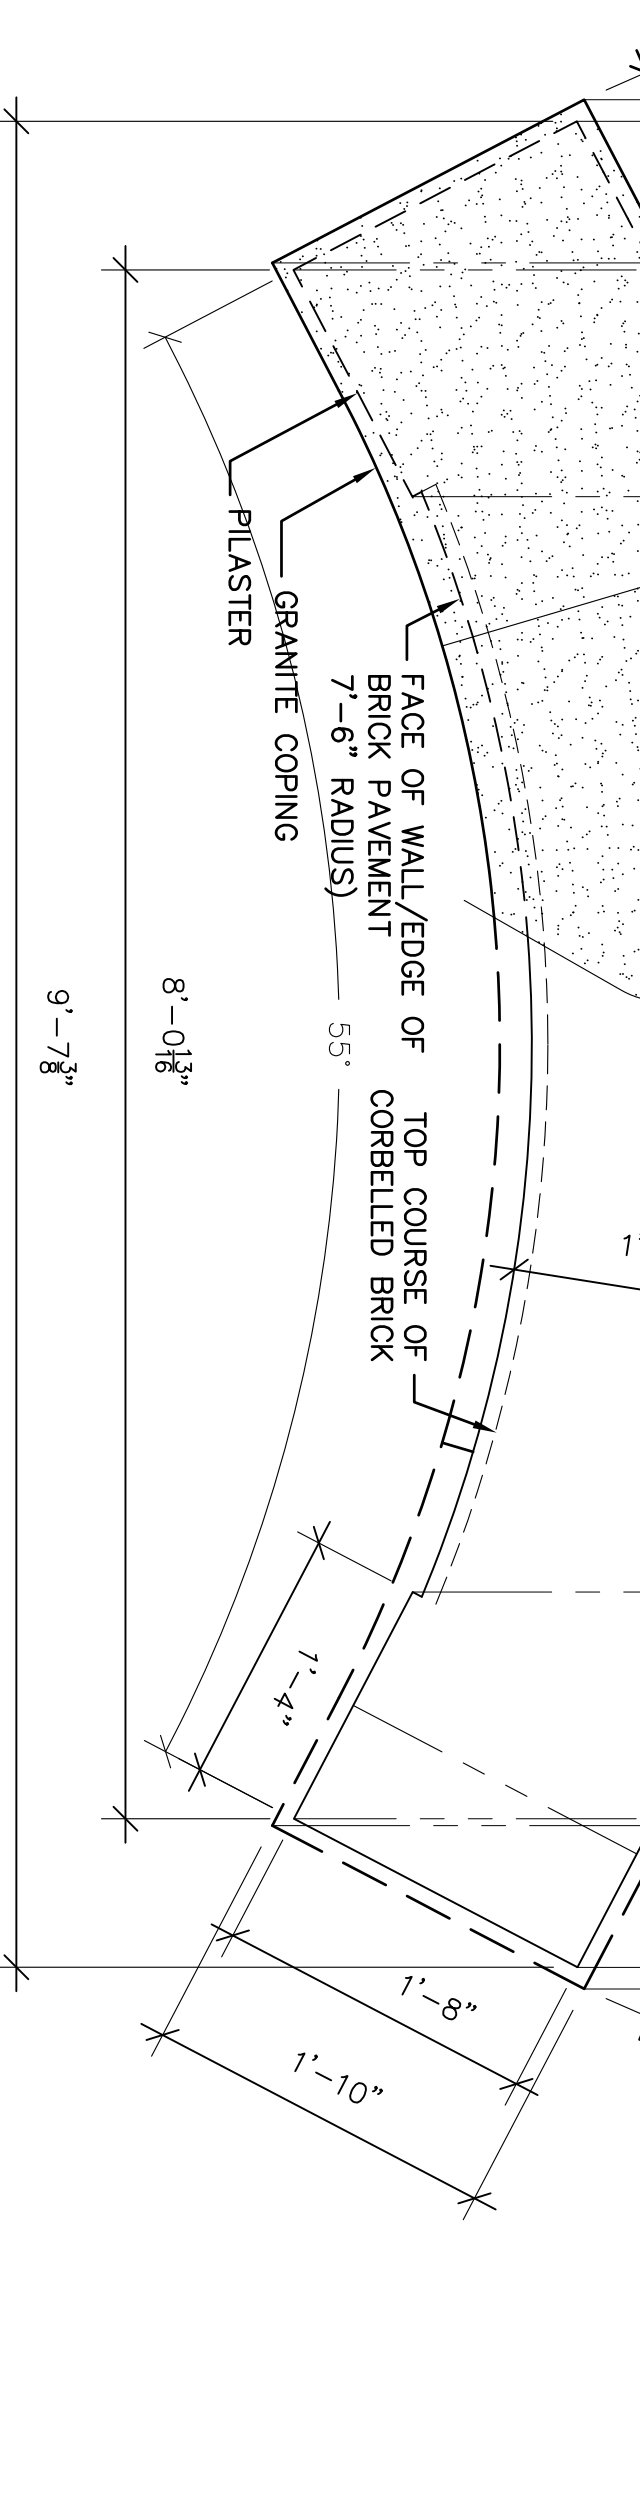 FACE OF WALL/EDGE OF
BRICK PAVEMENT
7'-6" RADIUS)
TOP COURSE OF
CORBELLED BRICK
GRANITE COPING
PILASTER
55°
8'-0 13/16"
9'-7 3/8"
1'-4"
1'-8"
1'-10"